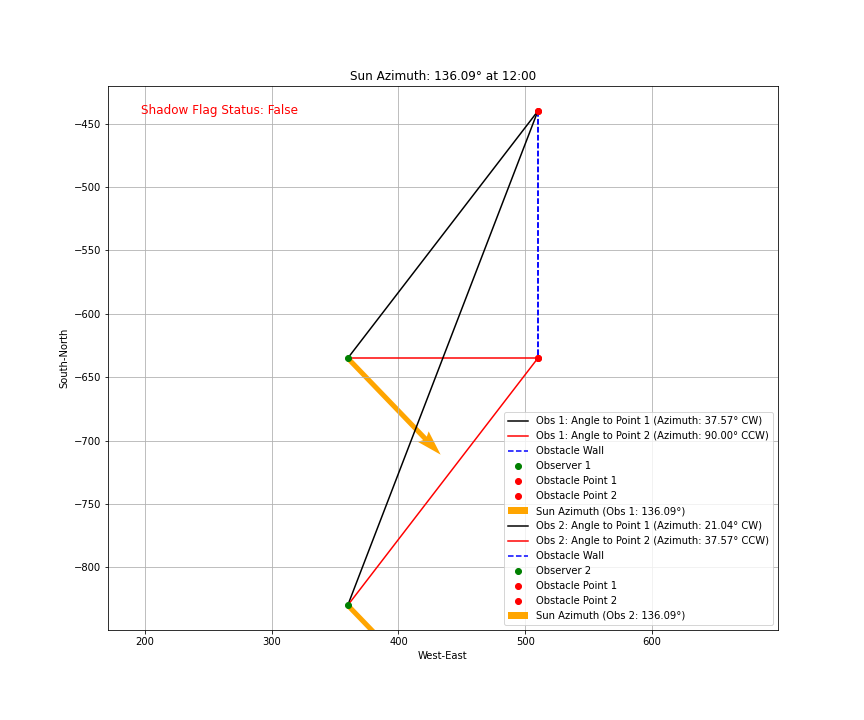 Sun Azimuth: 136.09° at 12:00
Shadow Flag Status: False
−450
−500
−550
−600
−650
−700
−750
−800
South-North
Obs 1: Angle to Point 1 (Azimuth: 37.57° CW)
Obs 1: Angle to Point 2 (Azimuth: 90.00° CCW)
Obstacle Wall
Observer 1
Obstacle Point 1
Obstacle Point 2
Sun Azimuth (Obs 1: 136.09°)
Obs 2: Angle to Point 1 (Azimuth: 21.04° CW)
Obs 2: Angle to Point 2 (Azimuth: 37.57° CCW)
Obstacle Wall
Observer 2
Obstacle Point 1
Obstacle Point 2
Sun Azimuth (Obs 2: 136.09°)
200 300 400 500 600
West-East